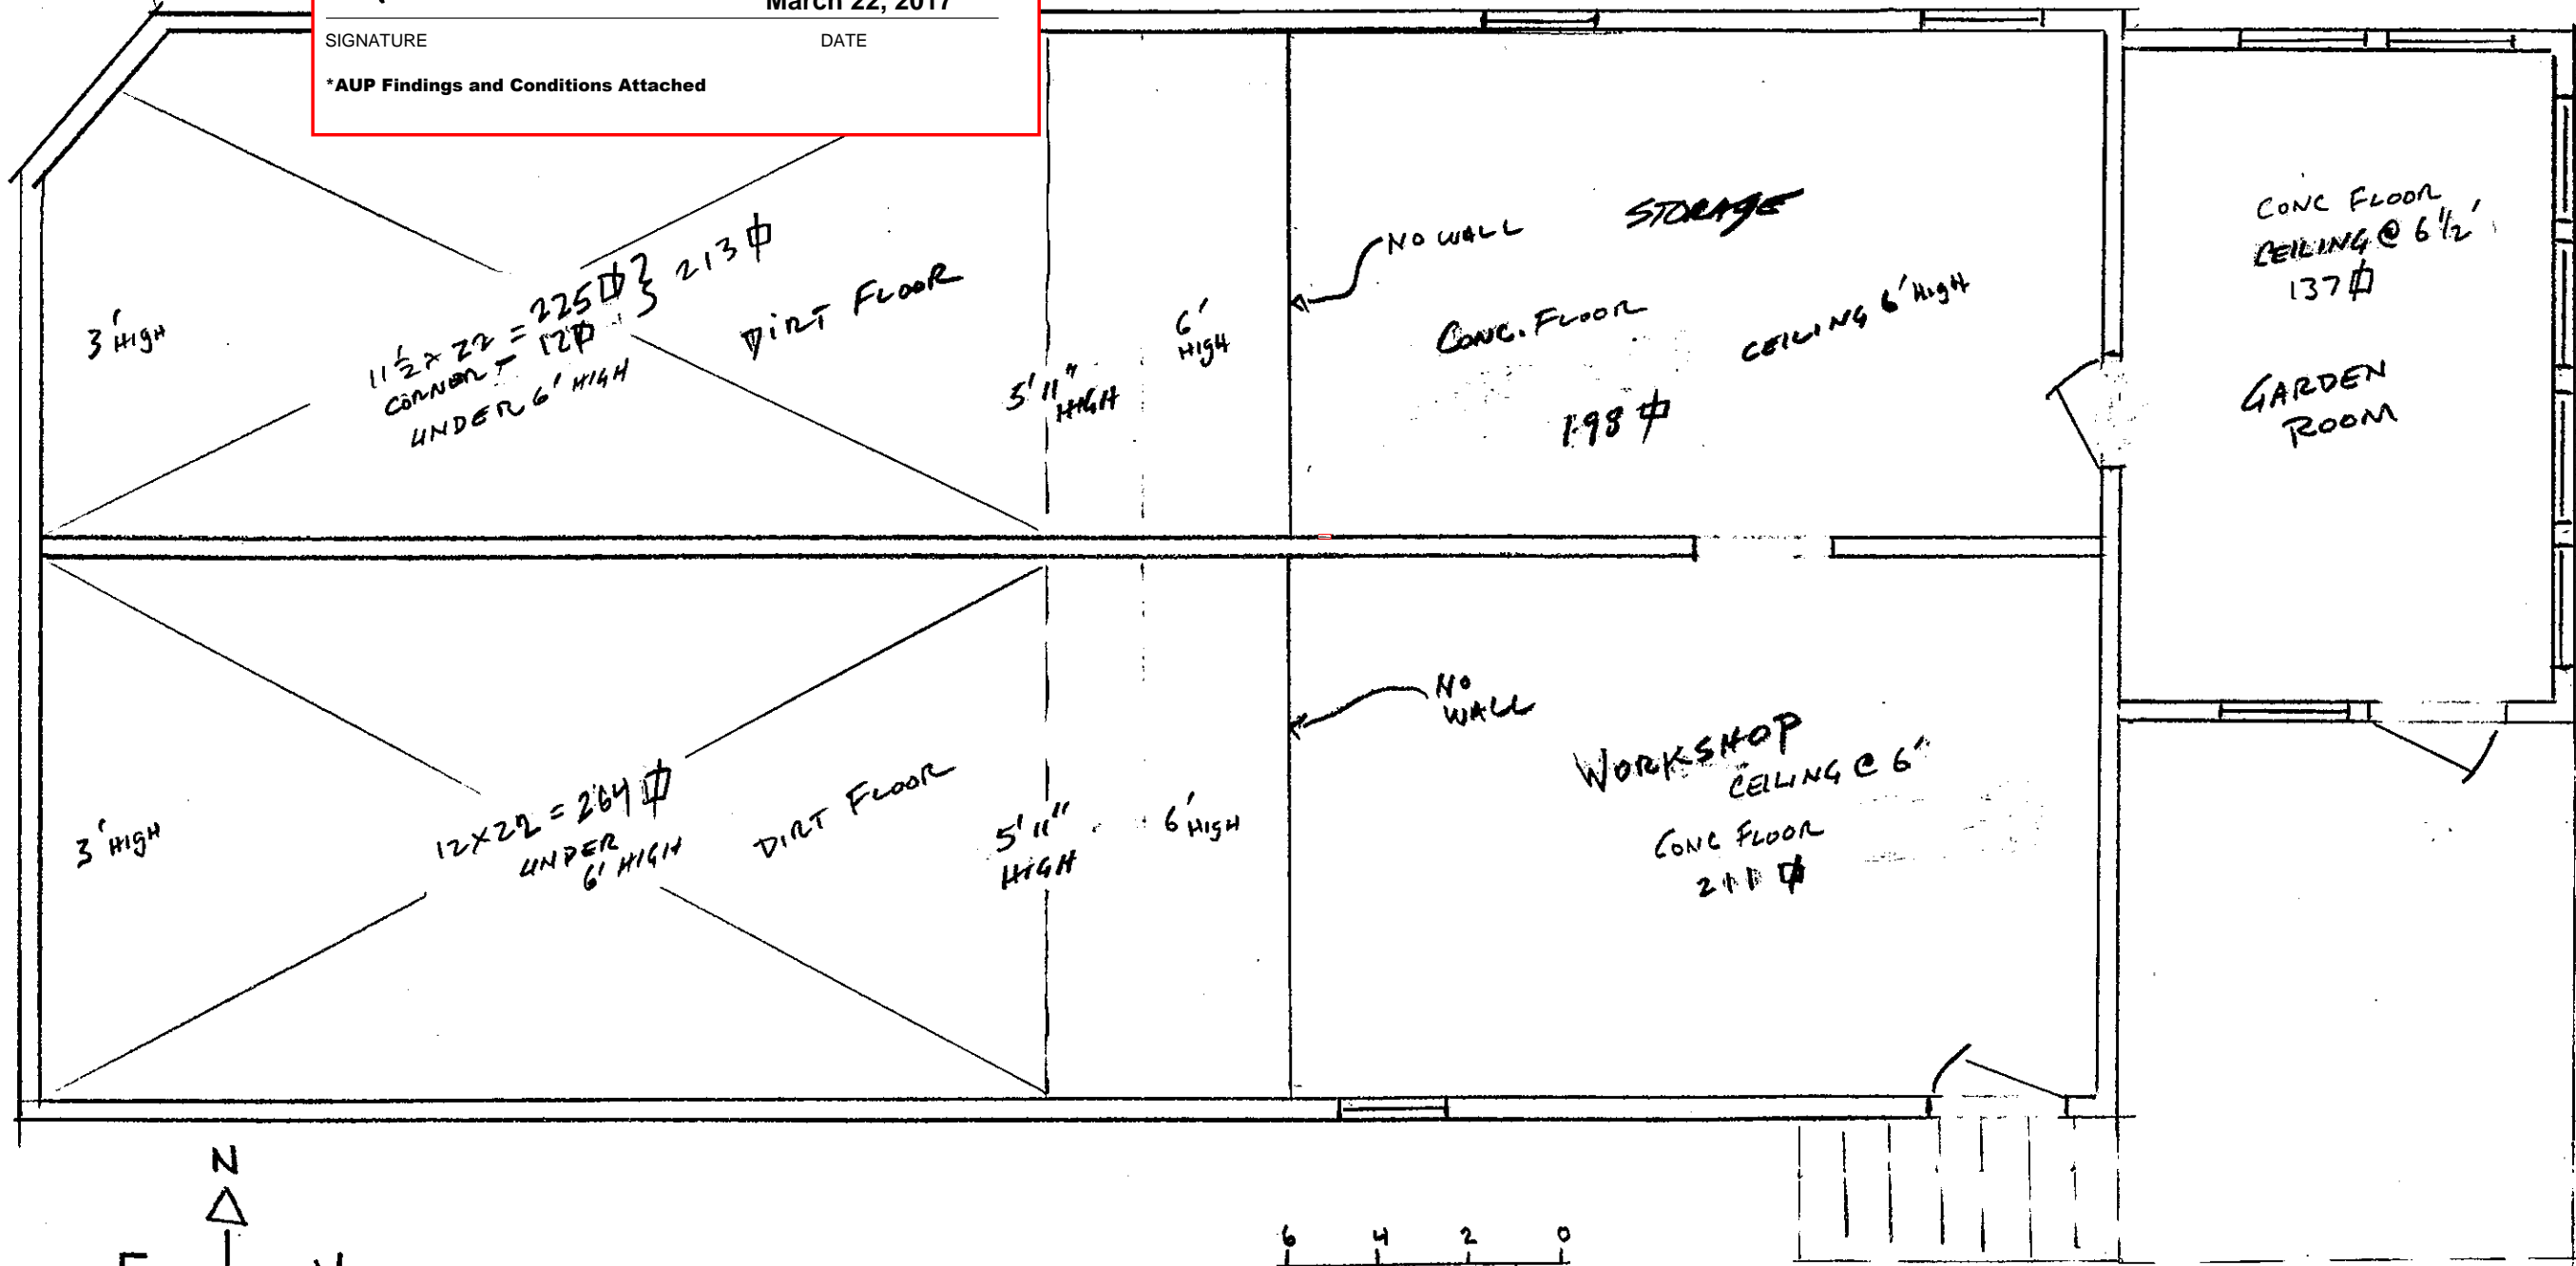 March 22, 2017
SIGNATURE DATE
*AUP Findings and Conditions Attached
3' HIGH
11½ x 22 = 225⏍ } 213⏍
CORNER - 12⏍
UNDER 6' HIGH
DIRT FLOOR
5' 11"
HIGH
6'
HIGH
NO WALL
STORAGE
CONC. FLOOR
CEILING 6' HIGH
198⏍
CONC FLOOR
CEILING @ 6½'
137⏍
GARDEN
ROOM
3' HIGH
12 x 22 = 264⏍
UNDER
6' HIGH
DIRT FLOOR
5' 11"
HIGH
6' HIGH
NO
WALL
WORKSHOP
CEILING @ 6'
CONC FLOOR
211⏍
N
6 4 2 0